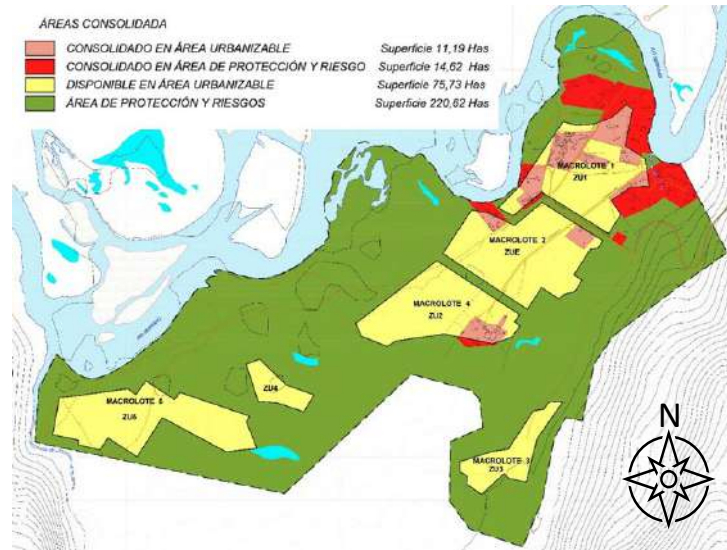 ÁREAS CONSOLIDADA
CONSOLIDADO EN ÁREA URBANIZABLE Superficie 11,19 Has
CONSOLIDADO EN ÁREA DE PROTECCIÓN Y RIESGO Superficie 14,62 Has
DISPONIBLE EN ÁREA URBANIZABLE Superficie 75,73 Has
ÁREA DE PROTECCIÓN Y RIESGOS Superficie 220,62 Has
MACROLOTE 1
ZU1
MACROLOTE 2
ZUE
MACROLOTE 4
ZU2
ZU4
MACROLOTE 5
ZU5
MACROLOTE 3
ZU3
N